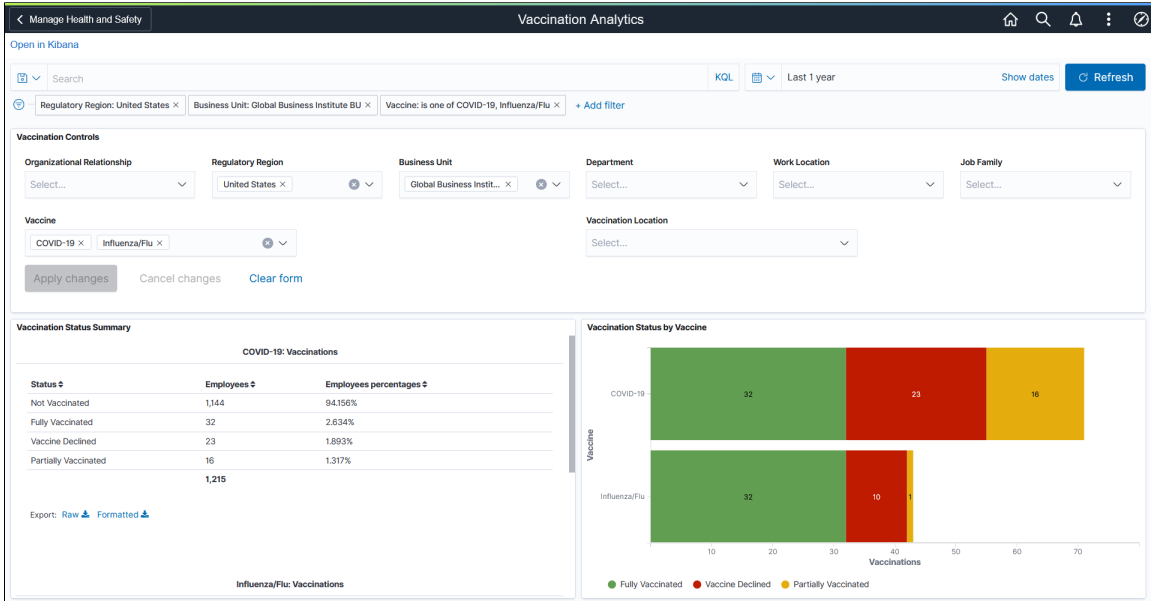 Manage Health and Safety
Vaccination Analytics
Open in Kibana
Search
KQL
Last 1 year
Show dates
Refresh
Regulatory Region: United States ×
Business Unit: Global Business Institute BU ×
Vaccine: is one of COVID-19, Influenza/Flu ×
+ Add filter
Vaccination Controls
Organizational Relationship
Regulatory Region
Business Unit
Department
Work Location
Job Family
Select...
United States ×
Global Business Instit... ×
Select...
Select...
Select...
Vaccine
Vaccination Location
COVID-19 ×
Influenza/Flu ×
Select...
Apply changes
Cancel changes
Clear form
Vaccination Status Summary
COVID-19: Vaccinations
Status Employees Employees percentages
Not Vaccinated 1,144 94.156%
Fully Vaccinated 32 2.634%
Vaccine Declined 23 1.893%
Partially Vaccinated 16 1.317%
1,215
Export: Raw Formatted
Influenza/Flu: Vaccinations
Vaccination Status by Vaccine
Vaccine
COVID-19
32
23
16
Influenza/Flu
32
10
1
10 20 30 40 50 60 70
Vaccinations
Fully Vaccinated
Vaccine Declined
Partially Vaccinated